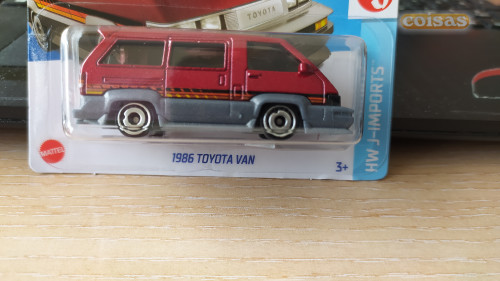 coisas
TOYOTA
MATTEL
1986 TOYOTA VAN
3+
HW J-IMPORTS